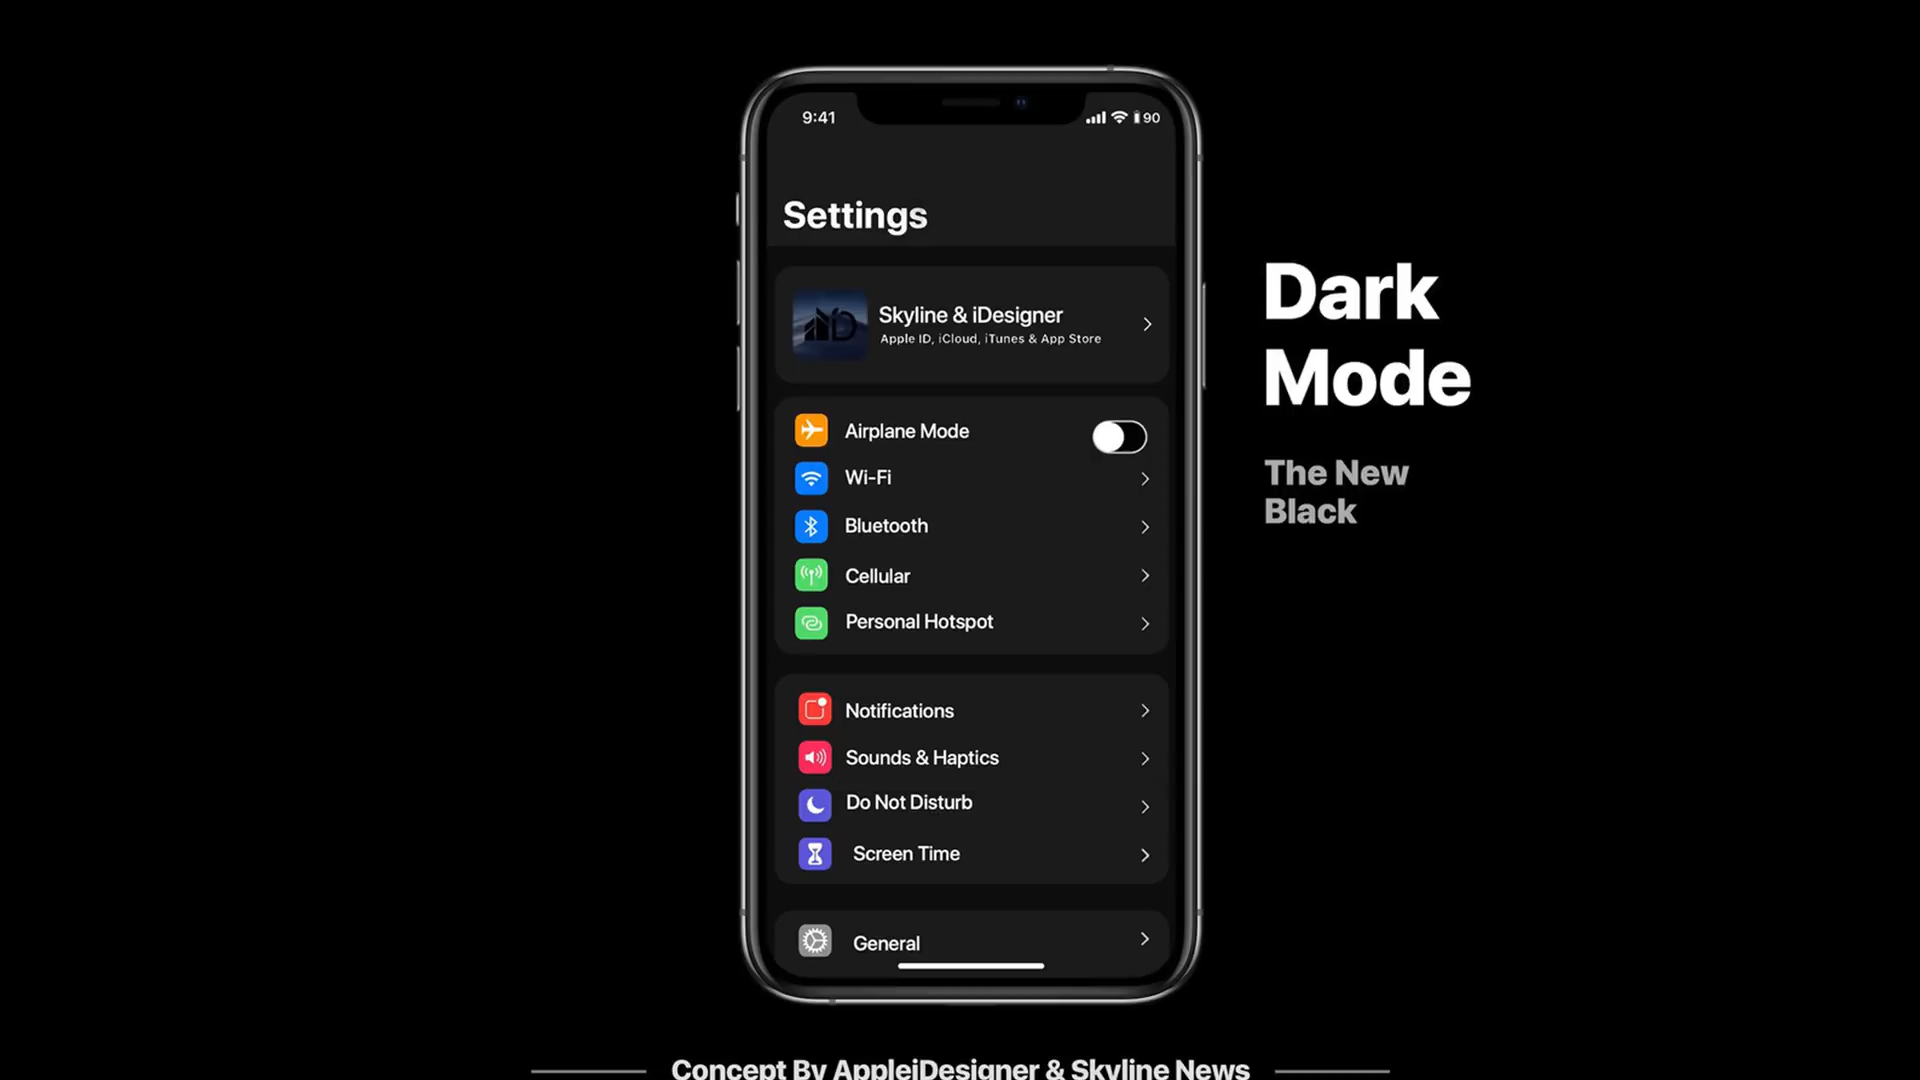 9:41
90
Settings
Skyline & iDesigner
Apple ID, iCloud, iTunes & App Store
Airplane Mode
Wi-Fi
Bluetooth
Cellular
Personal Hotspot
Notifications
Sounds & Haptics
Do Not Disturb
Screen Time
General
Dark
Mode
The New
Black
Concept By AppleiDesigner & Skyline News